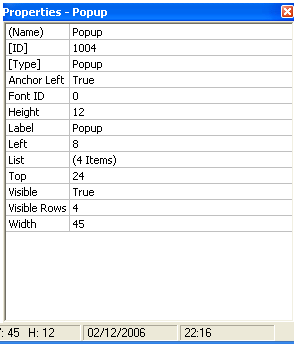 Properties - Popup
(Name) Popup
[ID] 1004
[Type] Popup
Anchor Left True
Font ID 0
Height 12
Label Popup
Left 8
List (4 Items)
Top 24
Visible True
Visible Rows 4
Width 45
: 45 H: 12 02/12/2006 22:16